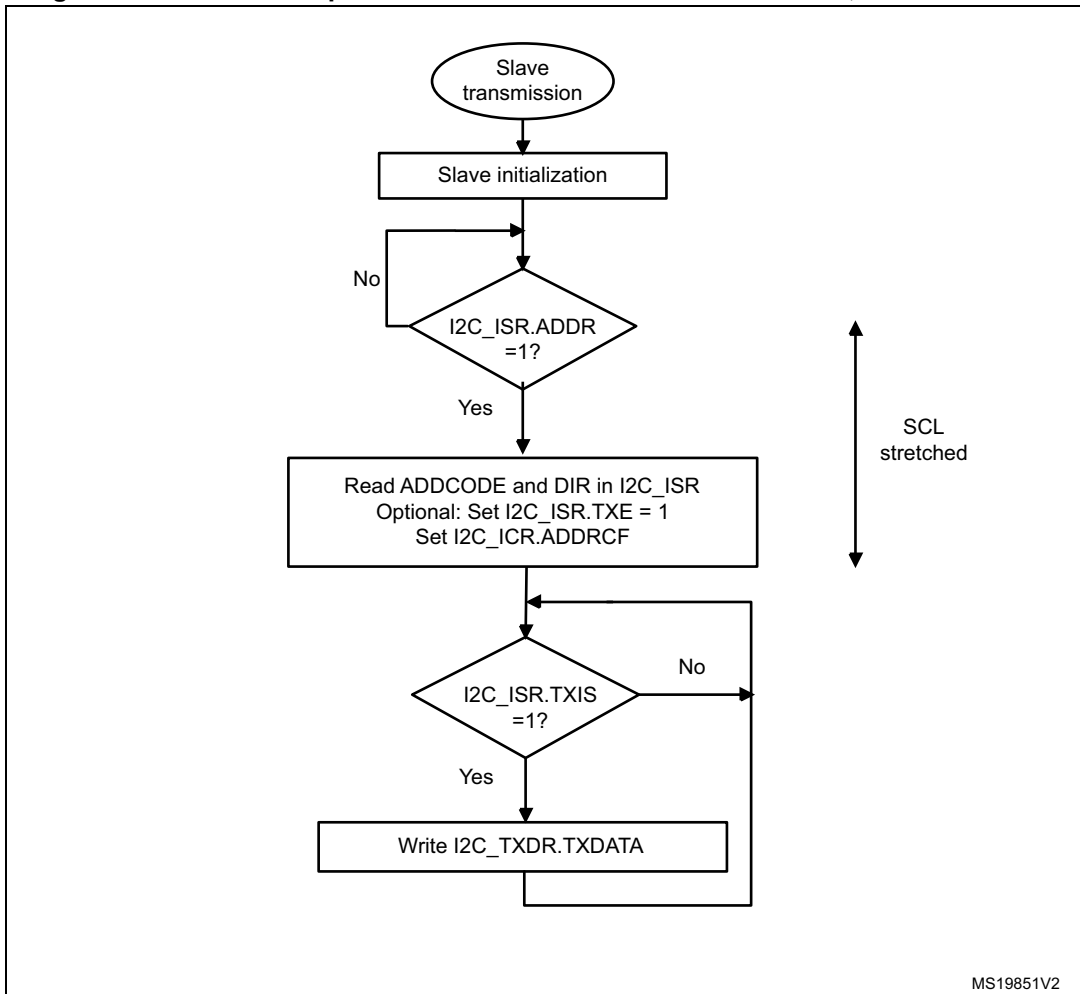 Slave
transmission
Slave initialization
No
I2C_ISR.ADDR
=1?
Yes
SCL
stretched
Read ADDCODE and DIR in I2C_ISR
Optional: Set I2C_ISR.TXE = 1
Set I2C_ICR.ADDRCF
No
I2C_ISR.TXIS
=1?
Yes
Write I2C_TXDR.TXDATA
MS19851V2